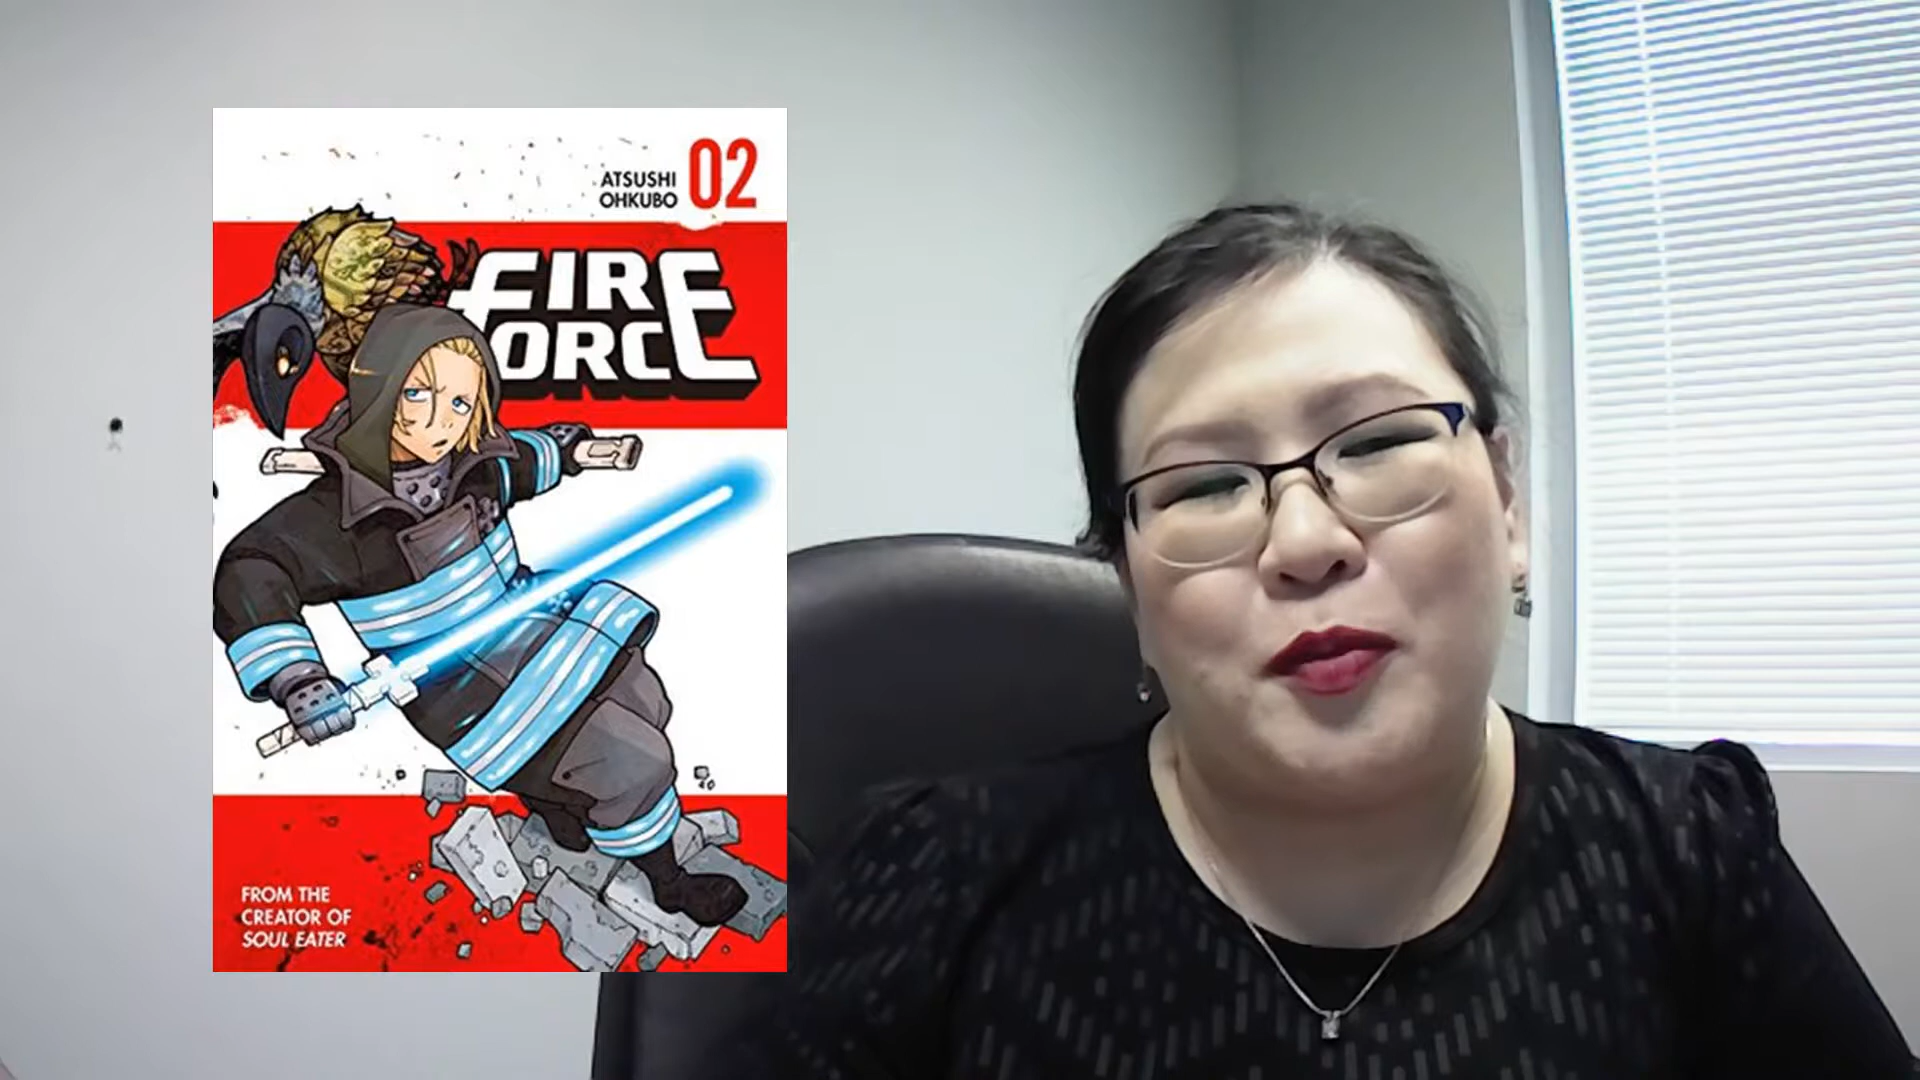 ATSUSHI
OHKUBO
02
FIRE
FORCE
FROM THE
CREATOR OF
SOUL EATER